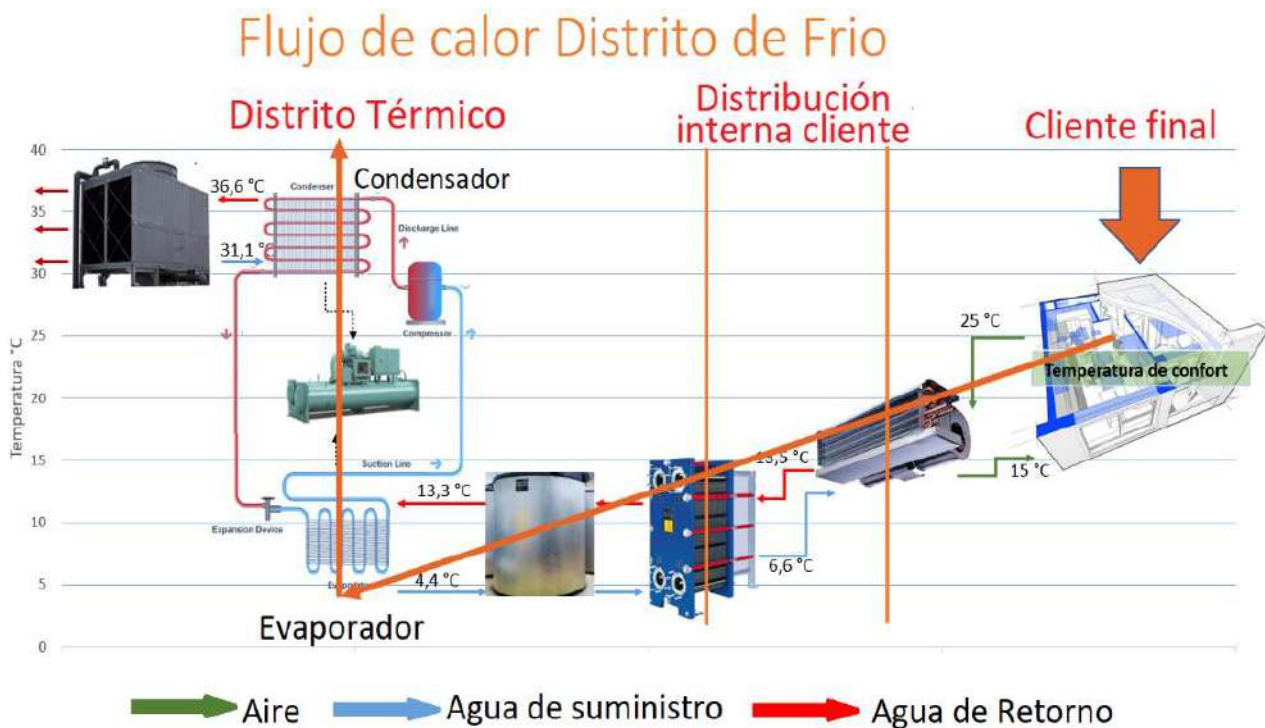 Flujo de calor Distrito de Frio
Distrito Térmico
Distribución
interna cliente
Cliente final
Temperatura °C
40
35
30
25
20
15
10
5
0
Condensador
Condenser
36,6 °C
31,1 °C
Discharge Line
Compressor
Suction Line
Expansion Device
Evaporador
13,3 °C
4,4 °C
13,5 °C
6,6 °C
25 °C
15 °C
Temperatura de confort
Aire
Agua de suministro
Agua de Retorno